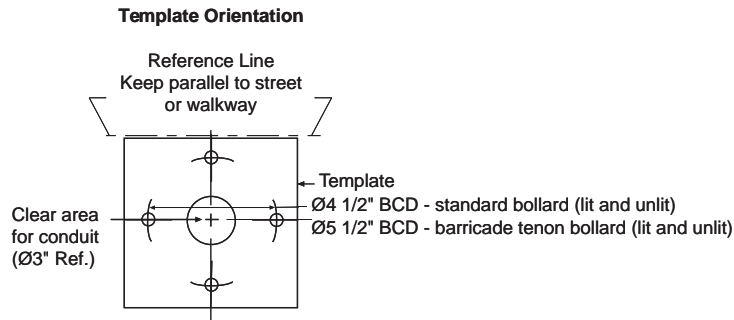 Template Orientation
Reference Line
Keep parallel to street
or walkway
Template
Ø4 1/2" BCD - standard bollard (lit and unlit)
Ø5 1/2" BCD - barricade tenon bollard (lit and unlit)
Clear area
for conduit
(Ø3" Ref.)